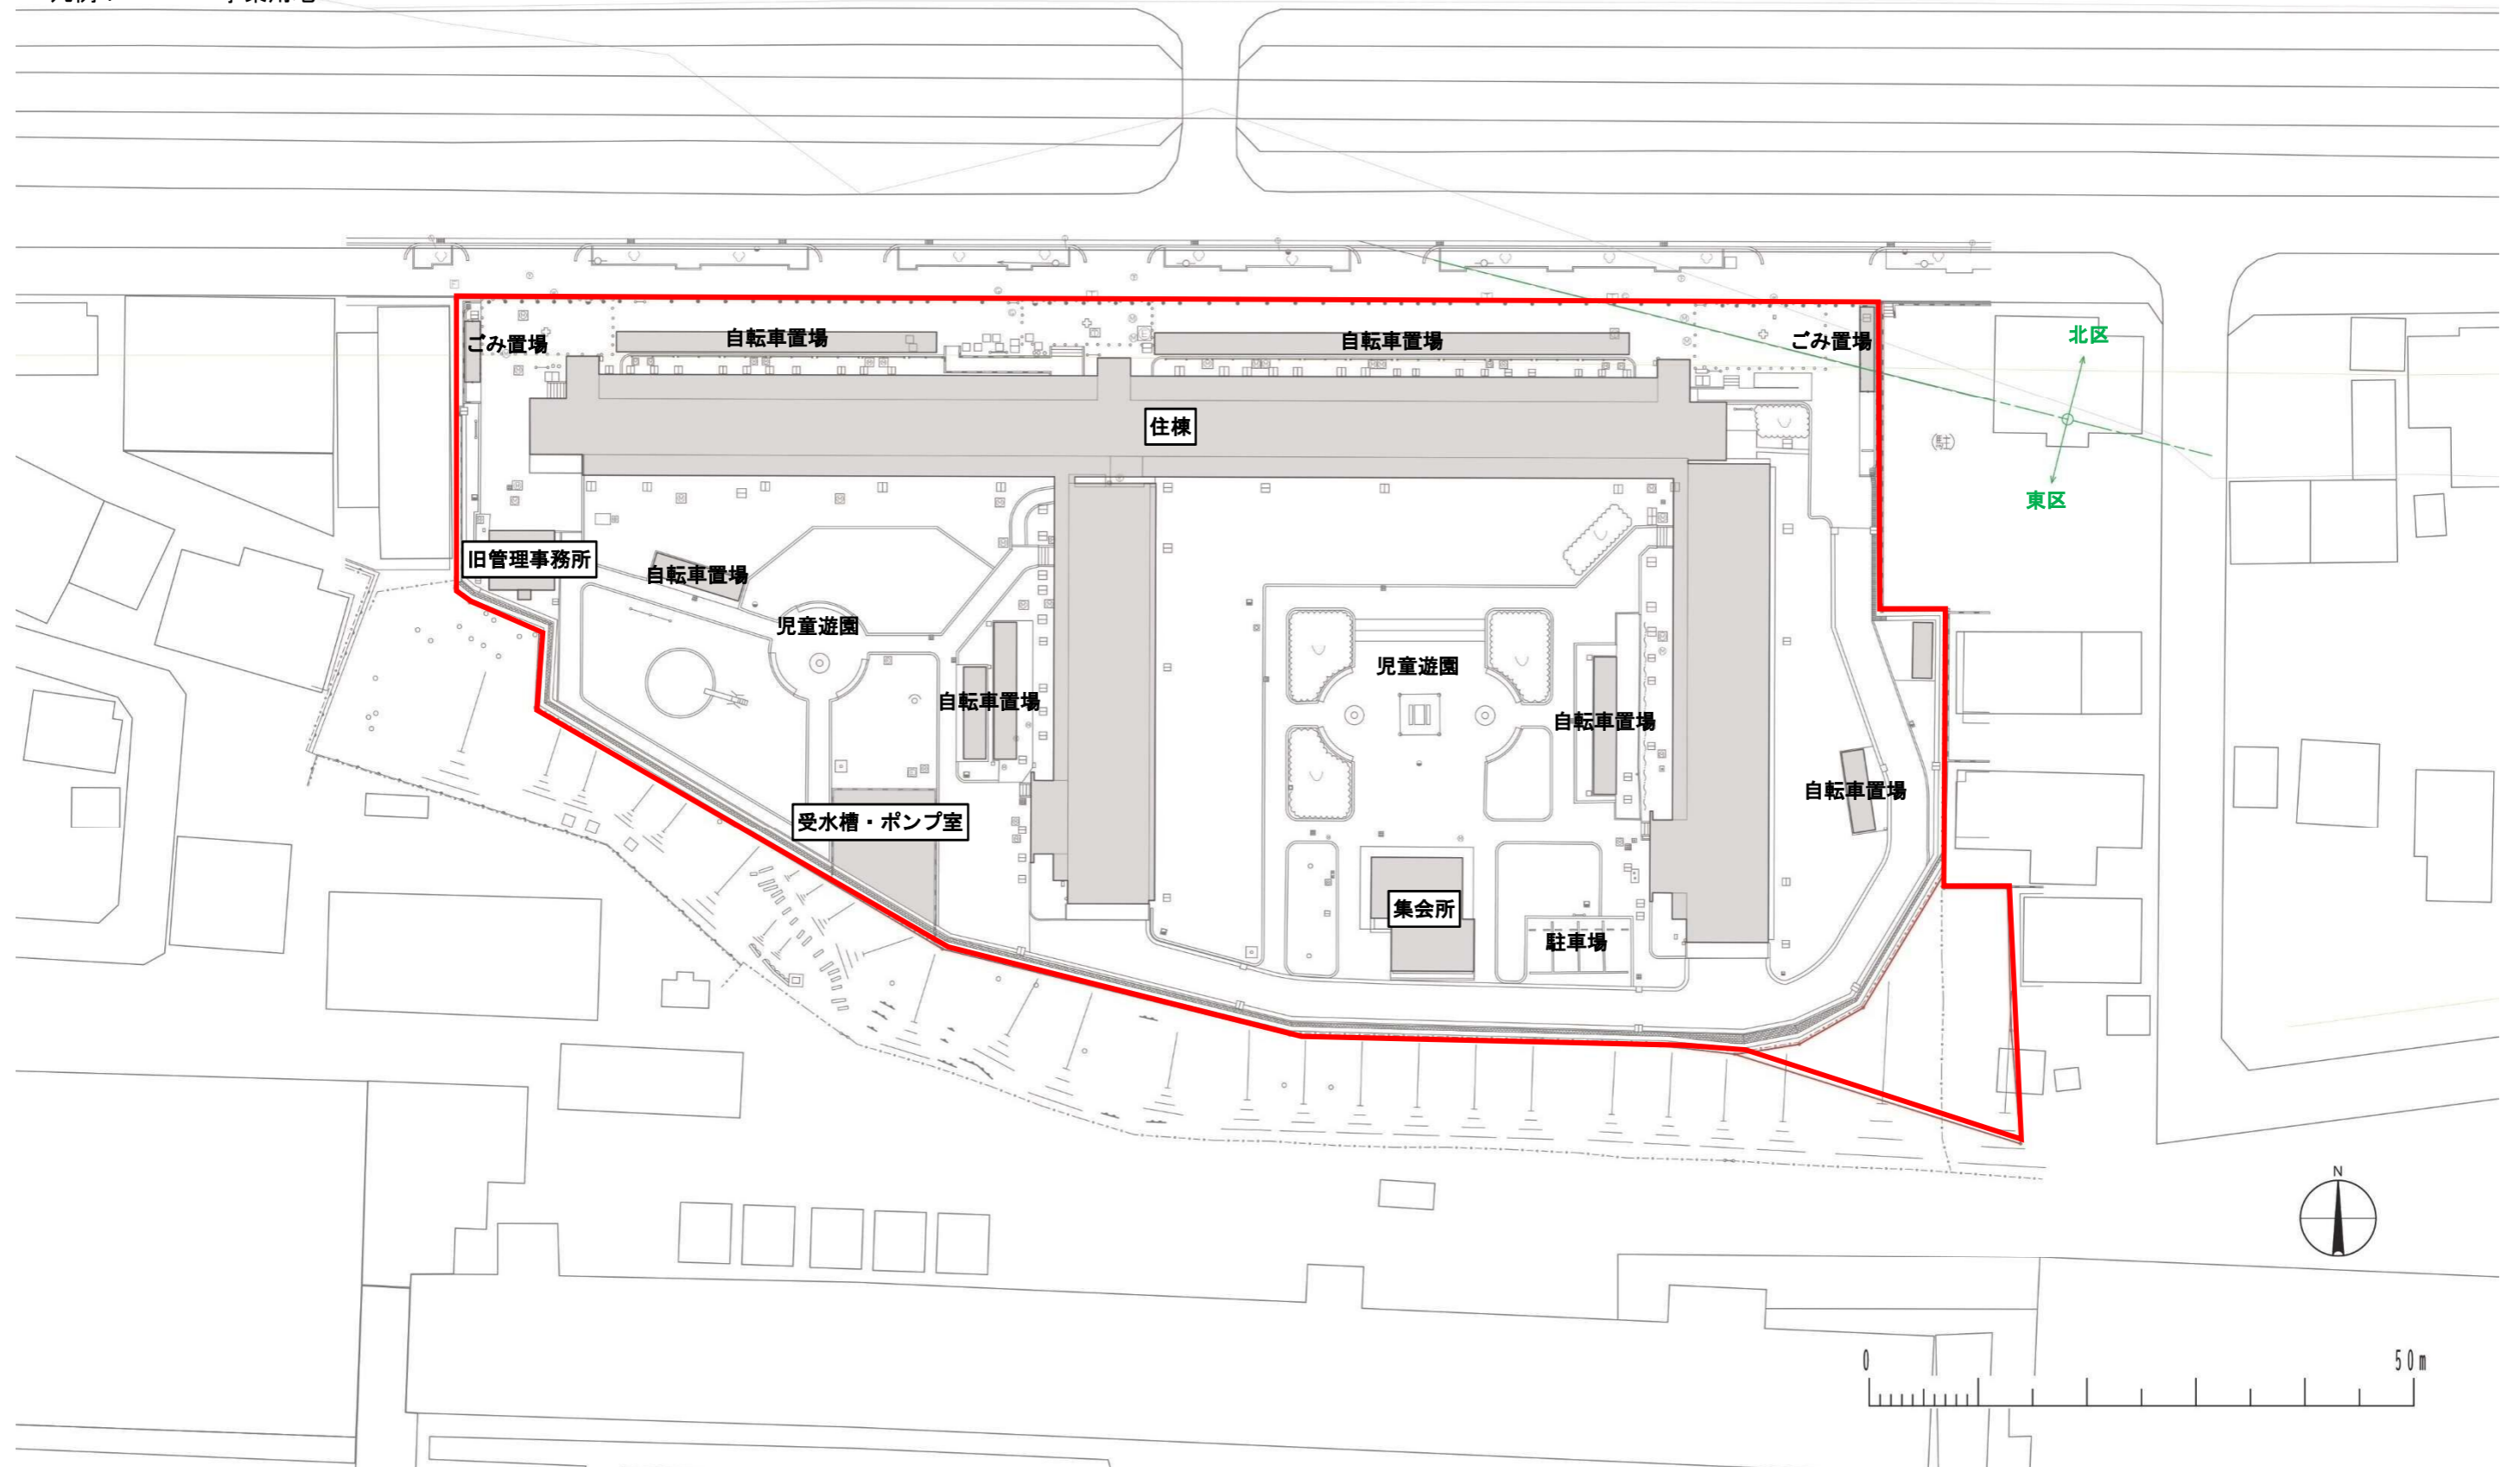 ごみ置場
自転車置場
自転車置場
ごみ置場
北区
住棟
東区
旧管理事務所
自転車置場
児童遊園
児童遊園
自転車置場
自転車置場
自転車置場
受水槽・ポンプ室
集会所
駐車場
N
0
50m